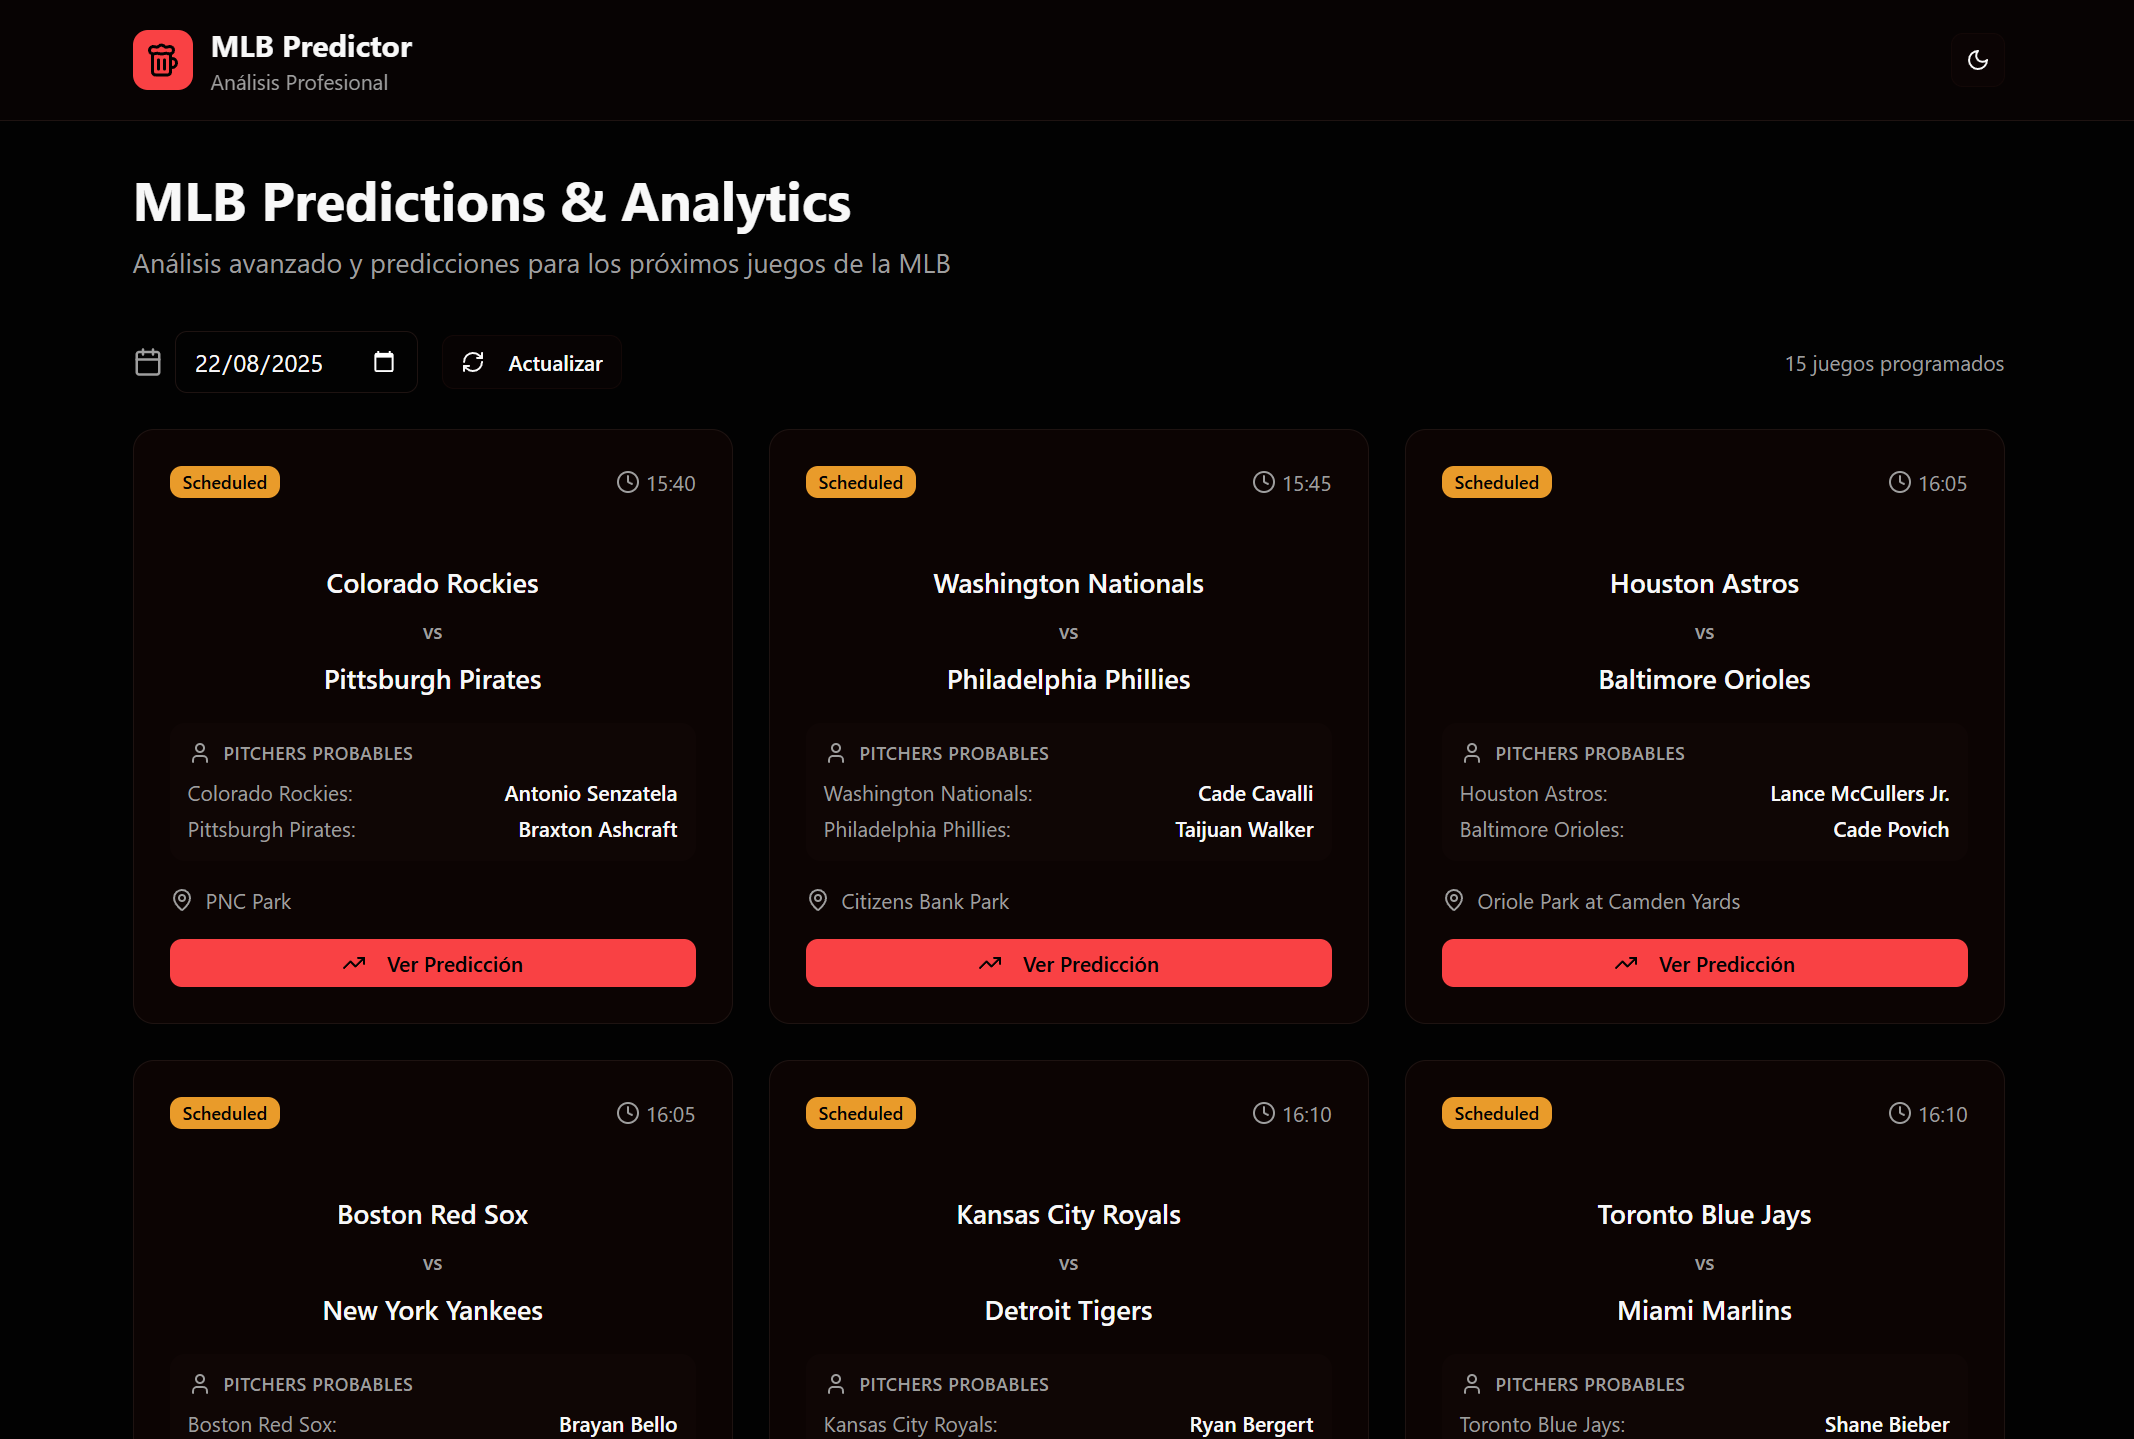 MLB Predictor
Análisis Profesional
MLB Predictions & Analytics
Análisis avanzado y predicciones para los próximos juegos de la MLB
22/08/2025
Actualizar
15 juegos programados
Scheduled
15:40
Colorado Rockies
vs
Pittsburgh Pirates
PITCHERS PROBABLES
Colorado Rockies: Antonio Senzatela
Pittsburgh Pirates: Braxton Ashcraft
PNC Park
Ver Predicción
Scheduled
15:45
Washington Nationals
vs
Philadelphia Phillies
PITCHERS PROBABLES
Washington Nationals: Cade Cavalli
Philadelphia Phillies: Taijuan Walker
Citizens Bank Park
Ver Predicción
Scheduled
16:05
Houston Astros
vs
Baltimore Orioles
PITCHERS PROBABLES
Houston Astros: Lance McCullers Jr.
Baltimore Orioles: Cade Povich
Oriole Park at Camden Yards
Ver Predicción
Scheduled
16:05
Boston Red Sox
vs
New York Yankees
PITCHERS PROBABLES
Boston Red Sox: Brayan Bello
Scheduled
16:10
Kansas City Royals
vs
Detroit Tigers
PITCHERS PROBABLES
Kansas City Royals: Ryan Bergert
Scheduled
16:10
Toronto Blue Jays
vs
Miami Marlins
PITCHERS PROBABLES
Toronto Blue Jays: Shane Bieber